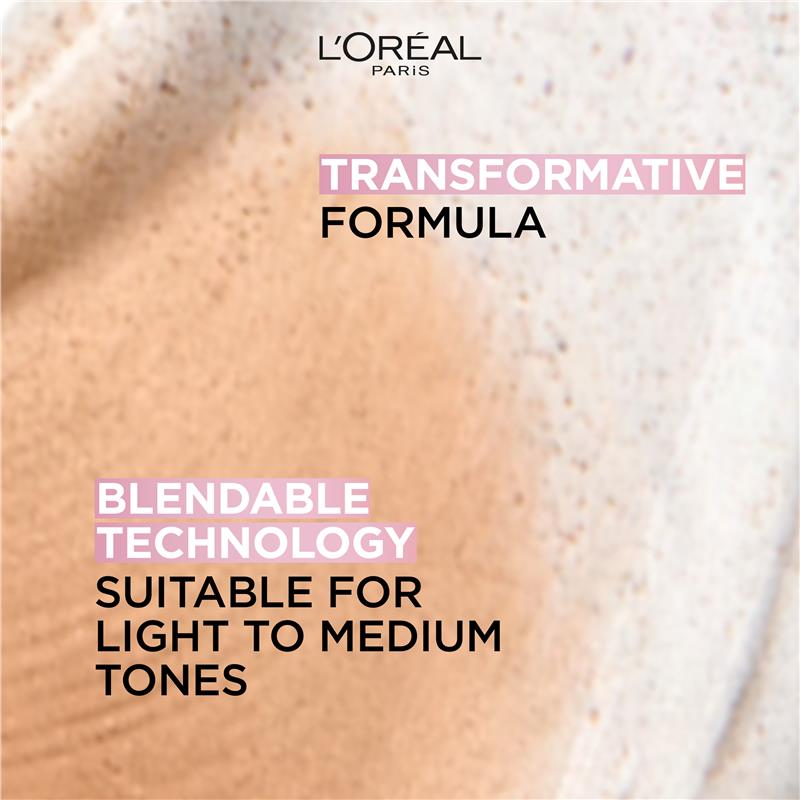 L'ORÉAL
PARiS
TRANSFORMATIVE
FORMULA
BLENDABLE
TECHNOLOGY
SUITABLE FOR
LIGHT TO MEDIUM
TONES